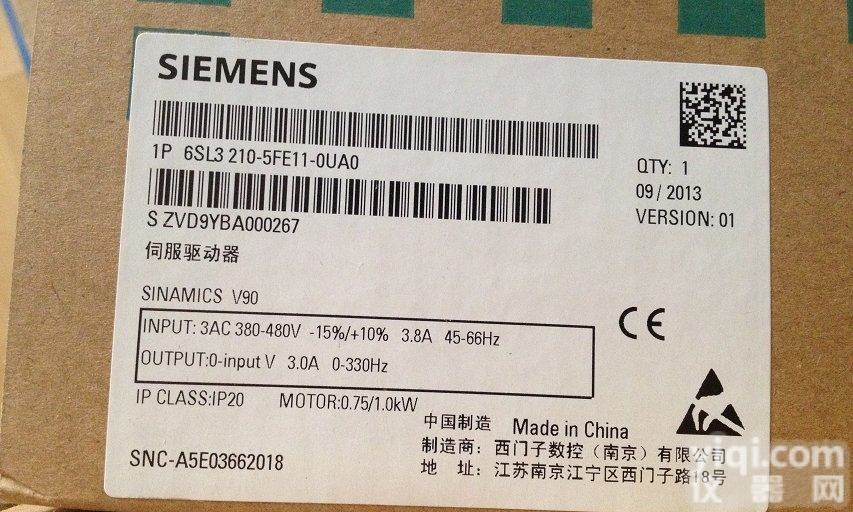 SIEMENS
1P 6SL3 210-5FE11-0UA0
QTY: 1
09 / 2013
VERSION: 01
S ZVD9YBA000267
伺服驱动器
SINAMICS V90
INPUT: 3AC 380-480V -15%/+10% 3.8A 45-66Hz
OUTPUT:0-input V 3.0A 0-330Hz
CE
IP CLASS:IP20 MOTOR:0.75/1.0kW
中国制造 Made in China
制造商：西门子数控（南京）有限公司
SNC-A5E03662018
地 址：江苏南京江宁区西门子路18号
yiqi.com
仪器网